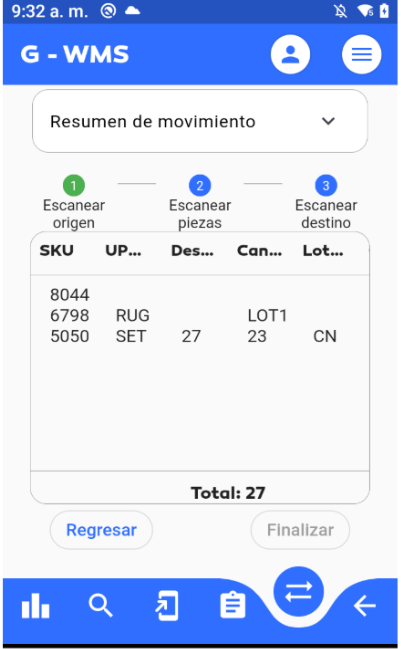 9:32 a. m.
G - WMS
Resumen de movimiento
1 2 3
Escanear origen
Escanear piezas
Escanear destino
SKU UP... Des... Can... Lot...
8044
6798 RUG LOT1
5050 SET 27 23 CN
Total: 27
Regresar Finalizar